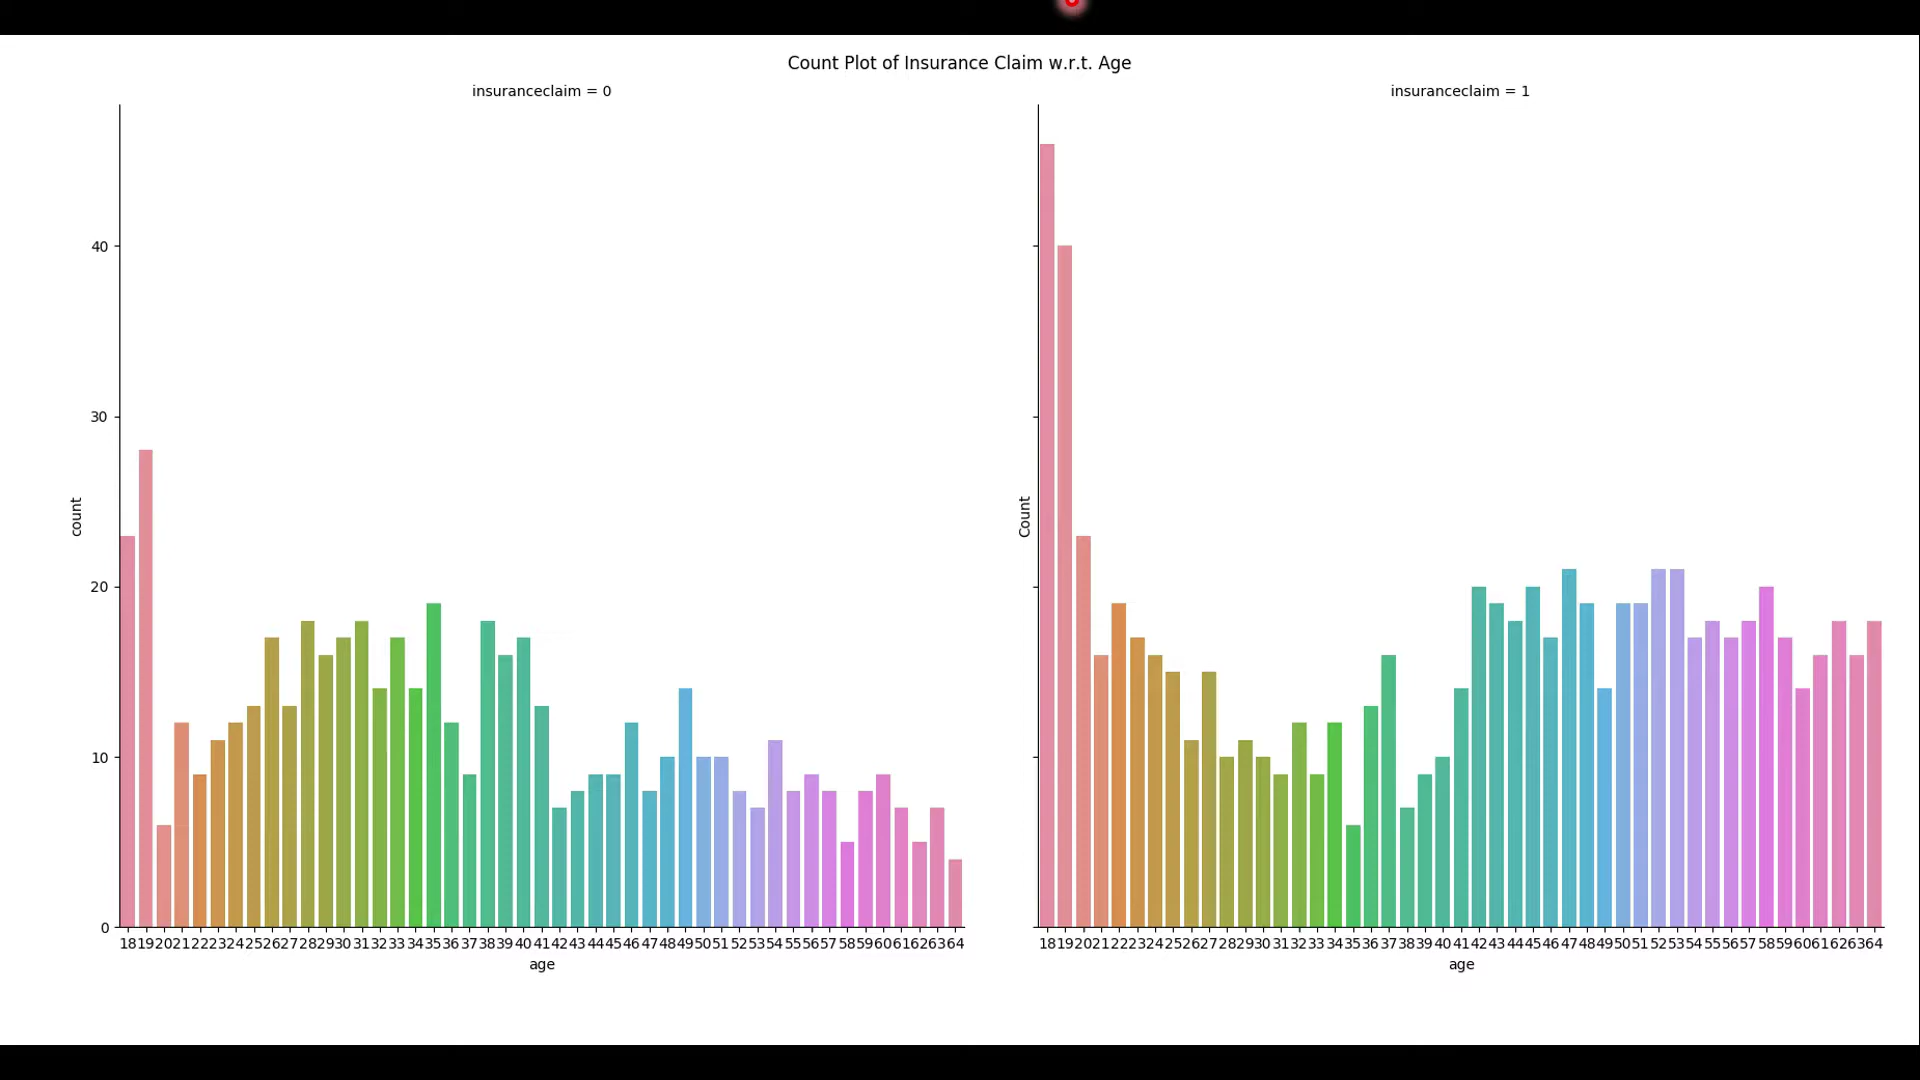 Count Plot of Insurance Claim w.r.t. Age
insuranceclaim = 0
insuranceclaim = 1
40
30
20
10
0
count
Count
18 19 20 21 22 23 24 25 26 27 28 29 30 31 32 33 34 35 36 37 38 39 40 41 42 43 44 45 46 47 48 49 50 51 52 53 54 55 56 57 58 59 60 61 62 63 64
18 19 20 21 22 23 24 25 26 27 28 29 30 31 32 33 34 35 36 37 38 39 40 41 42 43 44 45 46 47 48 49 50 51 52 53 54 55 56 57 58 59 60 61 62 63 64
age
age